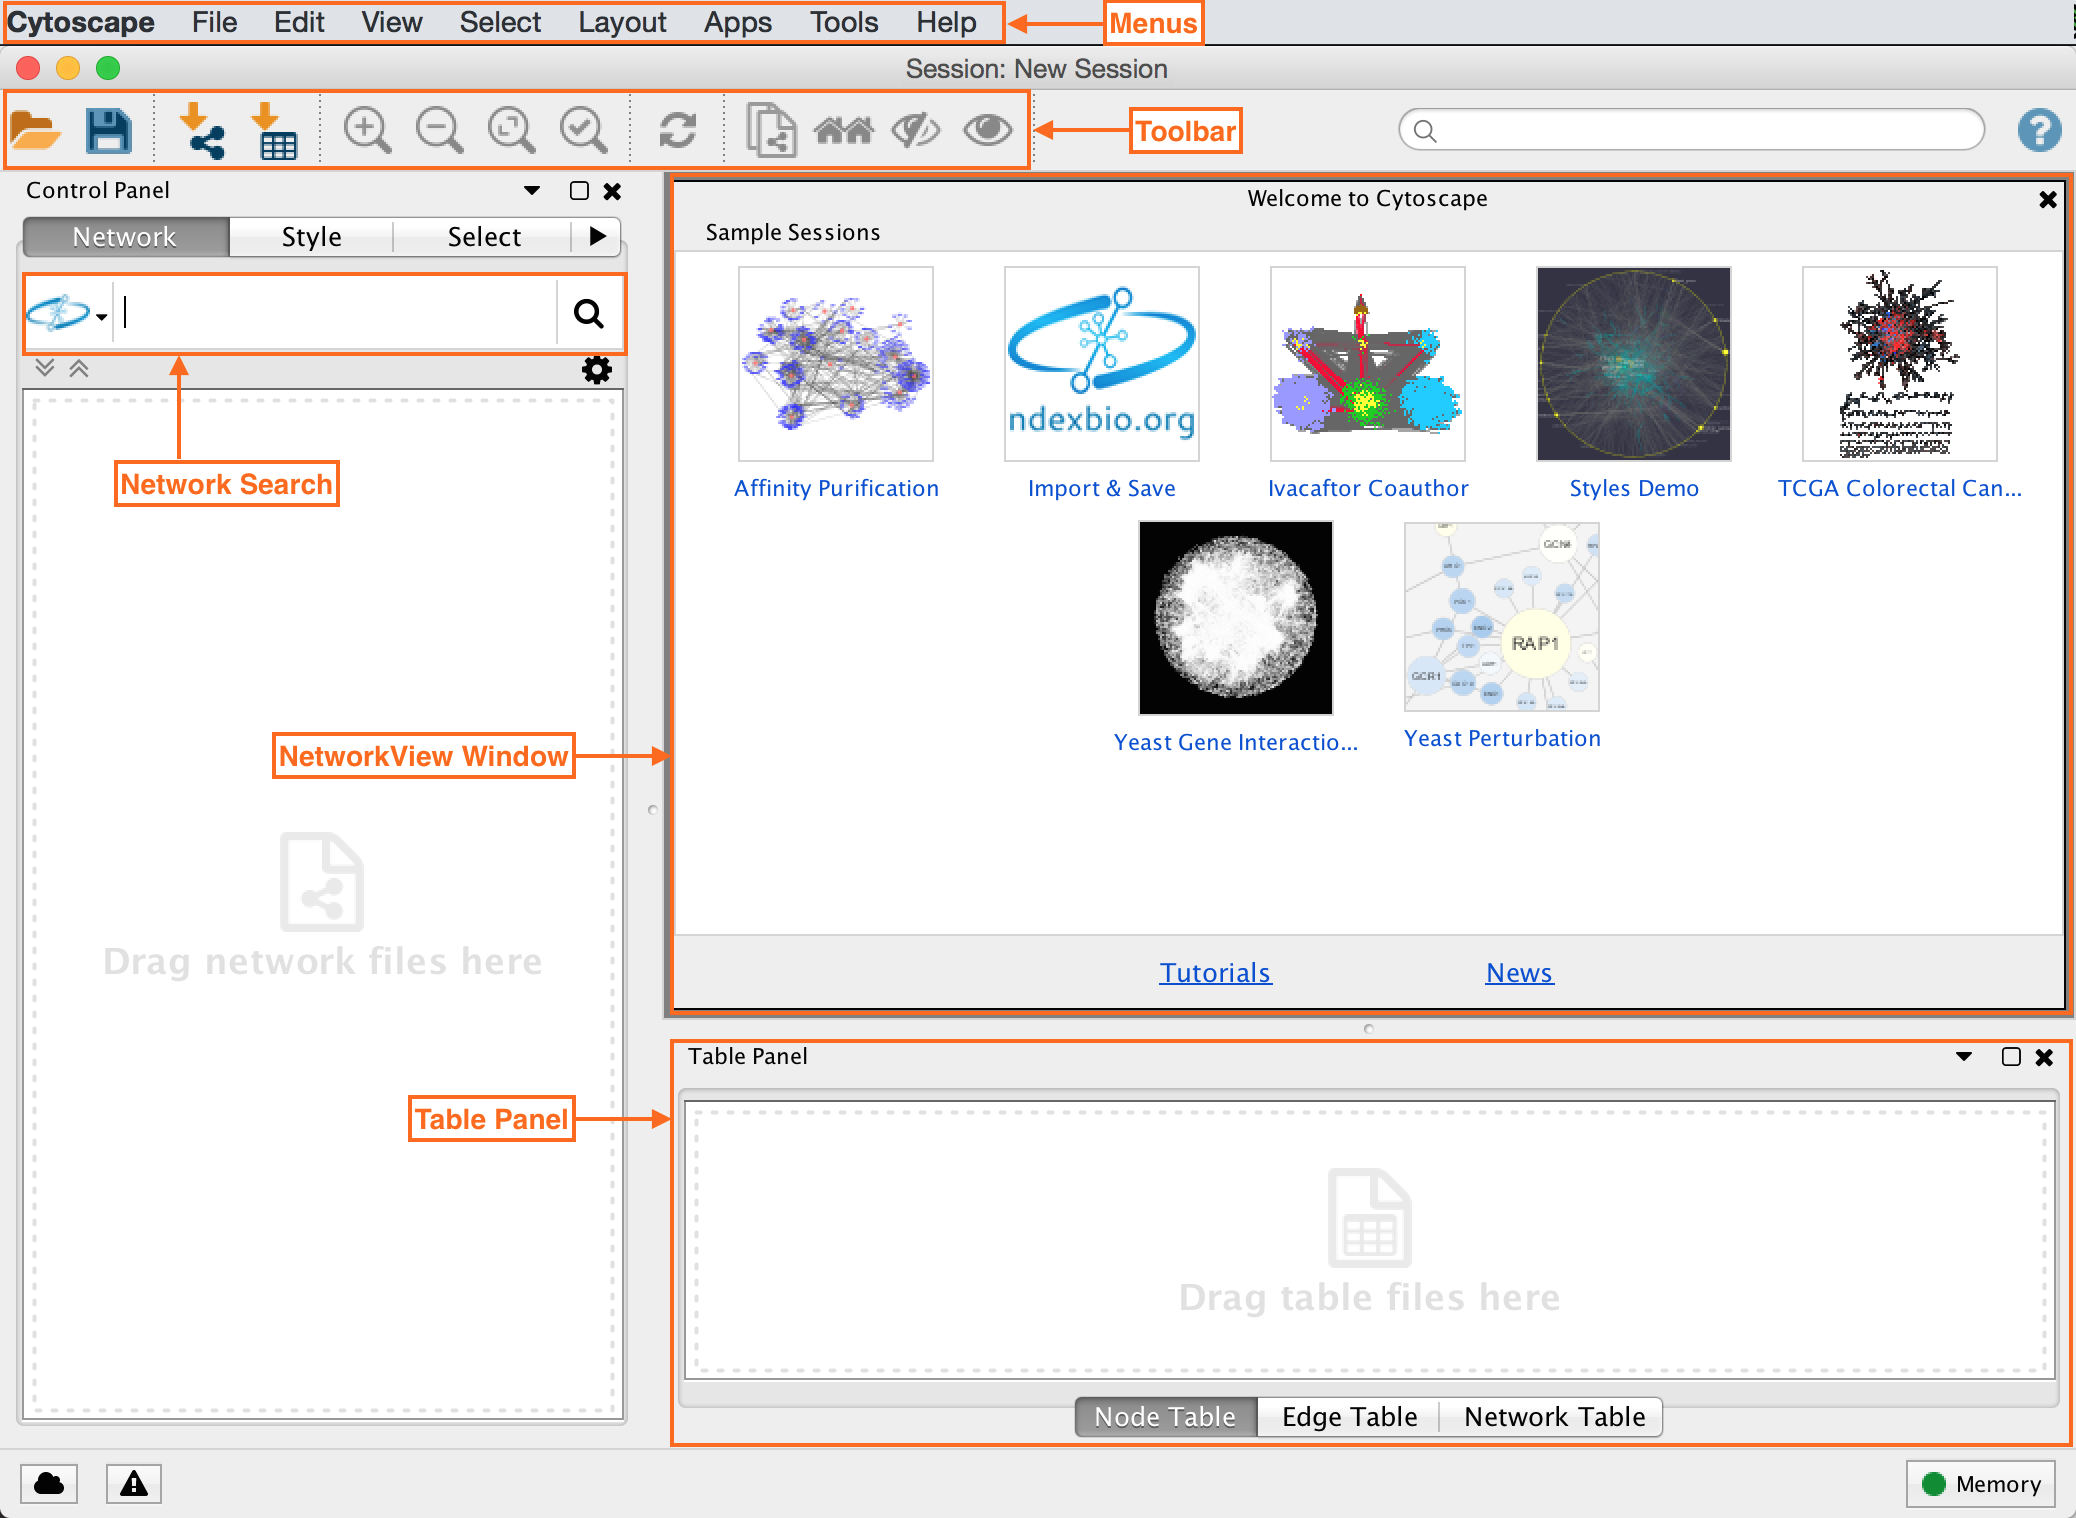 Cytoscape File Edit View Select Layout Apps Tools Help Menus
Session: New Session
Toolbar
Control Panel
Network Style Select
Network Search
Drag network files here
NetworkView Window
Table Panel
Welcome to Cytoscape
Sample Sessions
ndexbio.org
Affinity Purification Import & Save Ivacaftor Coauthor Styles Demo TCGA Colorectal Can...
RAP1
GCR1
Yeast Gene Interactio... Yeast Perturbation
Tutorials News
Table Panel
Drag table files here
Node Table Edge Table Network Table
Memory